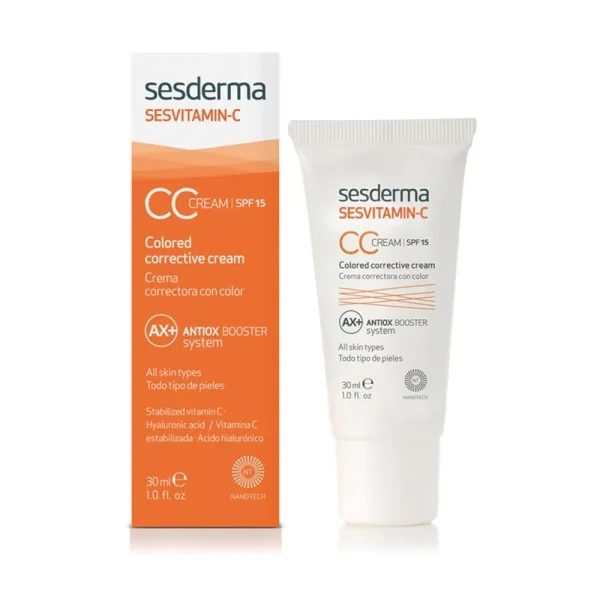 sesderma
SESVITAMIN-C
CC CREAM | SPF 15
Colored
corrective cream
Crema
correctora con color
AX+ ANTIOX BOOSTER
system
All skin types
Todo tipo de pieles
Stabilized vitamin C ·
Hyaluronic acid / Vitamina C
estabilizada · Acido hialurónico
30 ml e
1.0 fl. oz
NT
NANOTECH
sesderma
SESVITAMIN-C
CC CREAM | SPF 15
Colored corrective cream
Crema correctora con color
AX+ ANTIOX BOOSTER
system
All skin types
Todo tipo de pieles
30 ml e
1.0 fl. oz
NT
NANOTECH